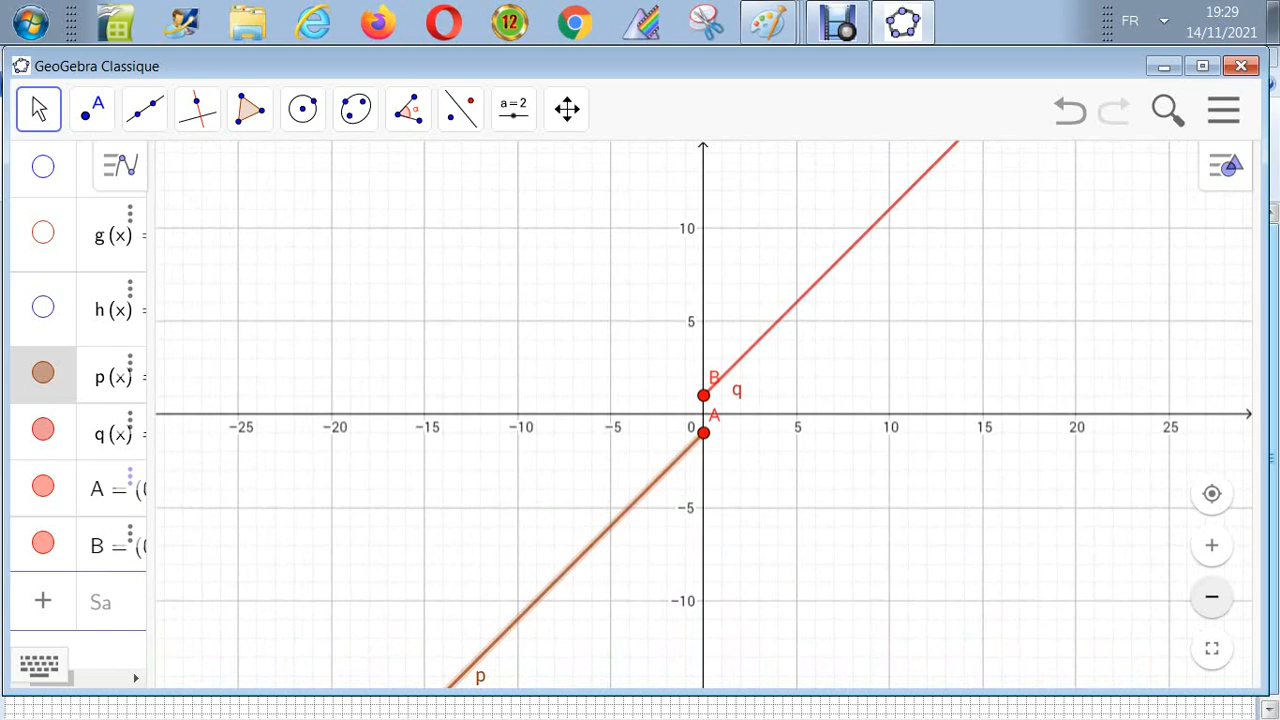 12
FR
19:29
14/11/2021
GeoGebra Classique
A
α
a=2
g(x) =
h(x) =
p(x) =
q(x) =
A = (
B = (
Sa
10
5
0
−5
−10
−25
−20
−15
−10
−5
5
10
15
20
25
B
q
A
p